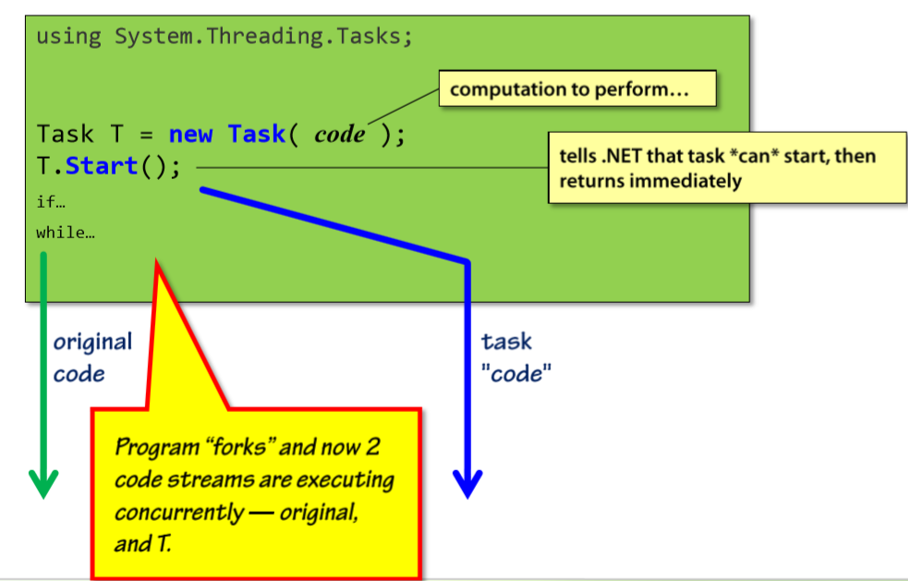 using System.Threading.Tasks;
computation to perform…
Task T = new Task( code );
T.Start();
tells .NET that task *can* start, then
returns immediately
if…
while…
original
code
task
"code"
Program “forks” and now 2
code streams are executing
concurrently — original,
and T.